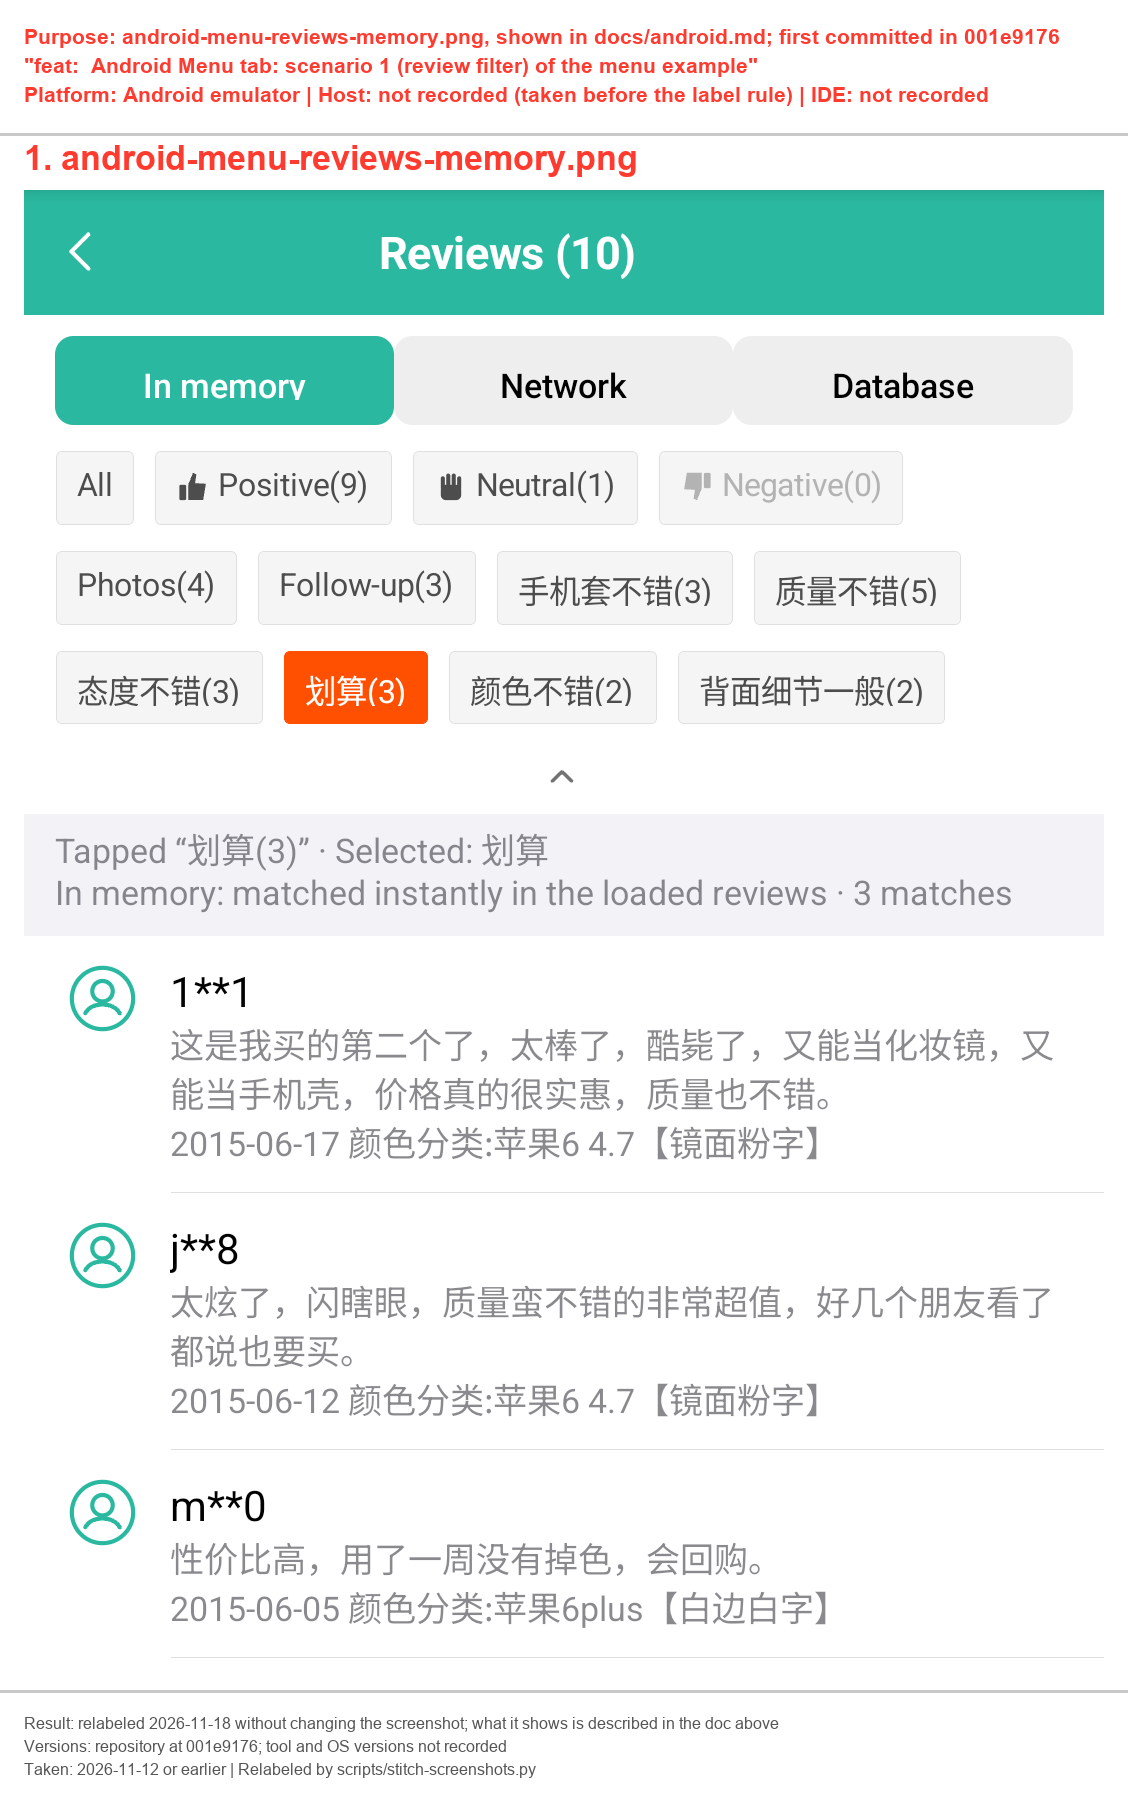 Purpose: android-menu-reviews-memory.png, shown in docs/android.md; first committed in 001e9176
"feat:  Android Menu tab: scenario 1 (review filter) of the menu example"
Platform: Android emulator | Host: not recorded (taken before the label rule) | IDE: not recorded
1. android-menu-reviews-memory.png
Reviews (10)
In memory Network Database
All Positive(9) Neutral(1) Negative(0)
Photos(4) Follow-up(3) 手机套不错(3) 质量不错(5)
态度不错(3) 划算(3) 颜色不错(2) 背面细节一般(2)
Tapped “划算(3)” · Selected: 划算
In memory: matched instantly in the loaded reviews · 3 matches
1**1
这是我买的第二个了，太棒了，酷毙了，又能当化妆镜，又
能当手机壳，价格真的很实惠，质量也不错。
2015-06-17 颜色分类:苹果6 4.7【镜面粉字】
j**8
太炫了，闪瞎眼，质量蛮不错的非常超值，好几个朋友看了
都说也要买。
2015-06-12 颜色分类:苹果6 4.7【镜面粉字】
m**0
性价比高，用了一周没有掉色，会回购。
2015-06-05 颜色分类:苹果6plus【白边白字】
Result: relabeled 2026-11-18 without changing the screenshot; what it shows is described in the doc above
Versions: repository at 001e9176; tool and OS versions not recorded
Taken: 2026-11-12 or earlier | Relabeled by scripts/stitch-screenshots.py